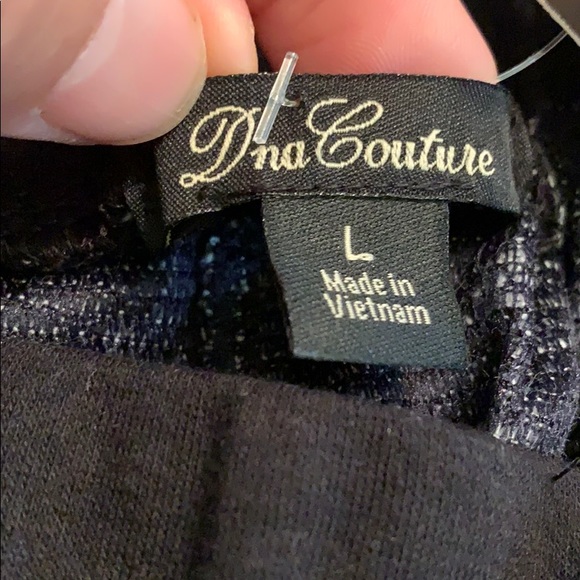 Dna Couture
L
Made in
Vietnam